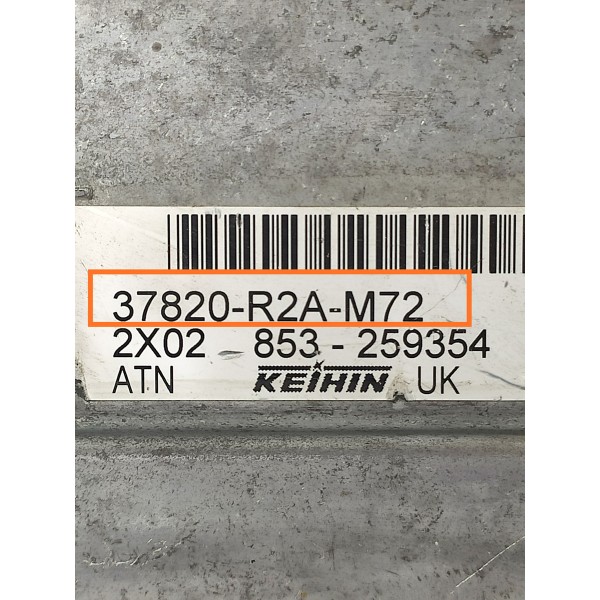 37820-R2A-M72
2X02 853 - 259354
ATN KEIHIN UK